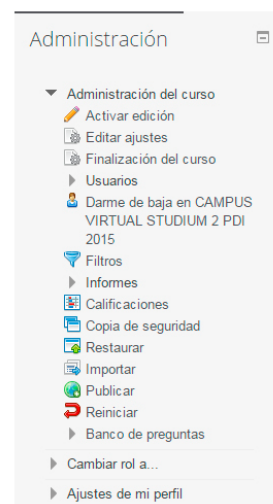 Administración
Administración del curso
Activar edición
Editar ajustes
Finalización del curso
Usuarios
Darme de baja en CAMPUS
VIRTUAL STUDIUM 2 PDI
2015
Filtros
Informes
Calificaciones
Copia de seguridad
Restaurar
Importar
Publicar
Reiniciar
Banco de preguntas
Cambiar rol a...
Ajustes de mi perfil